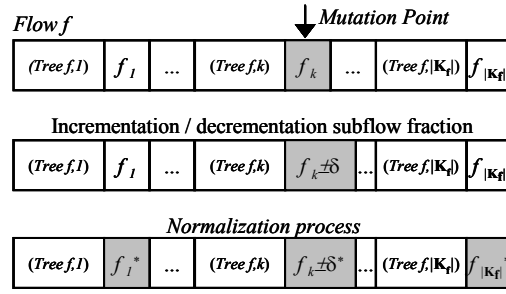 Flow f
Mutation Point
(Tree f,1) f1 ... (Tree f,k) fk ... (Tree f,|Kf|) f|Kf|
Incrementation / decrementation subflow fraction
(Tree f,1) f1 ... (Tree f,k) fk±δ ... (Tree f,|Kf|) f|Kf|
Normalization process
(Tree f,1) f1* ... (Tree f,k) fk±δ* ... (Tree f,|Kf|) f|Kf|*